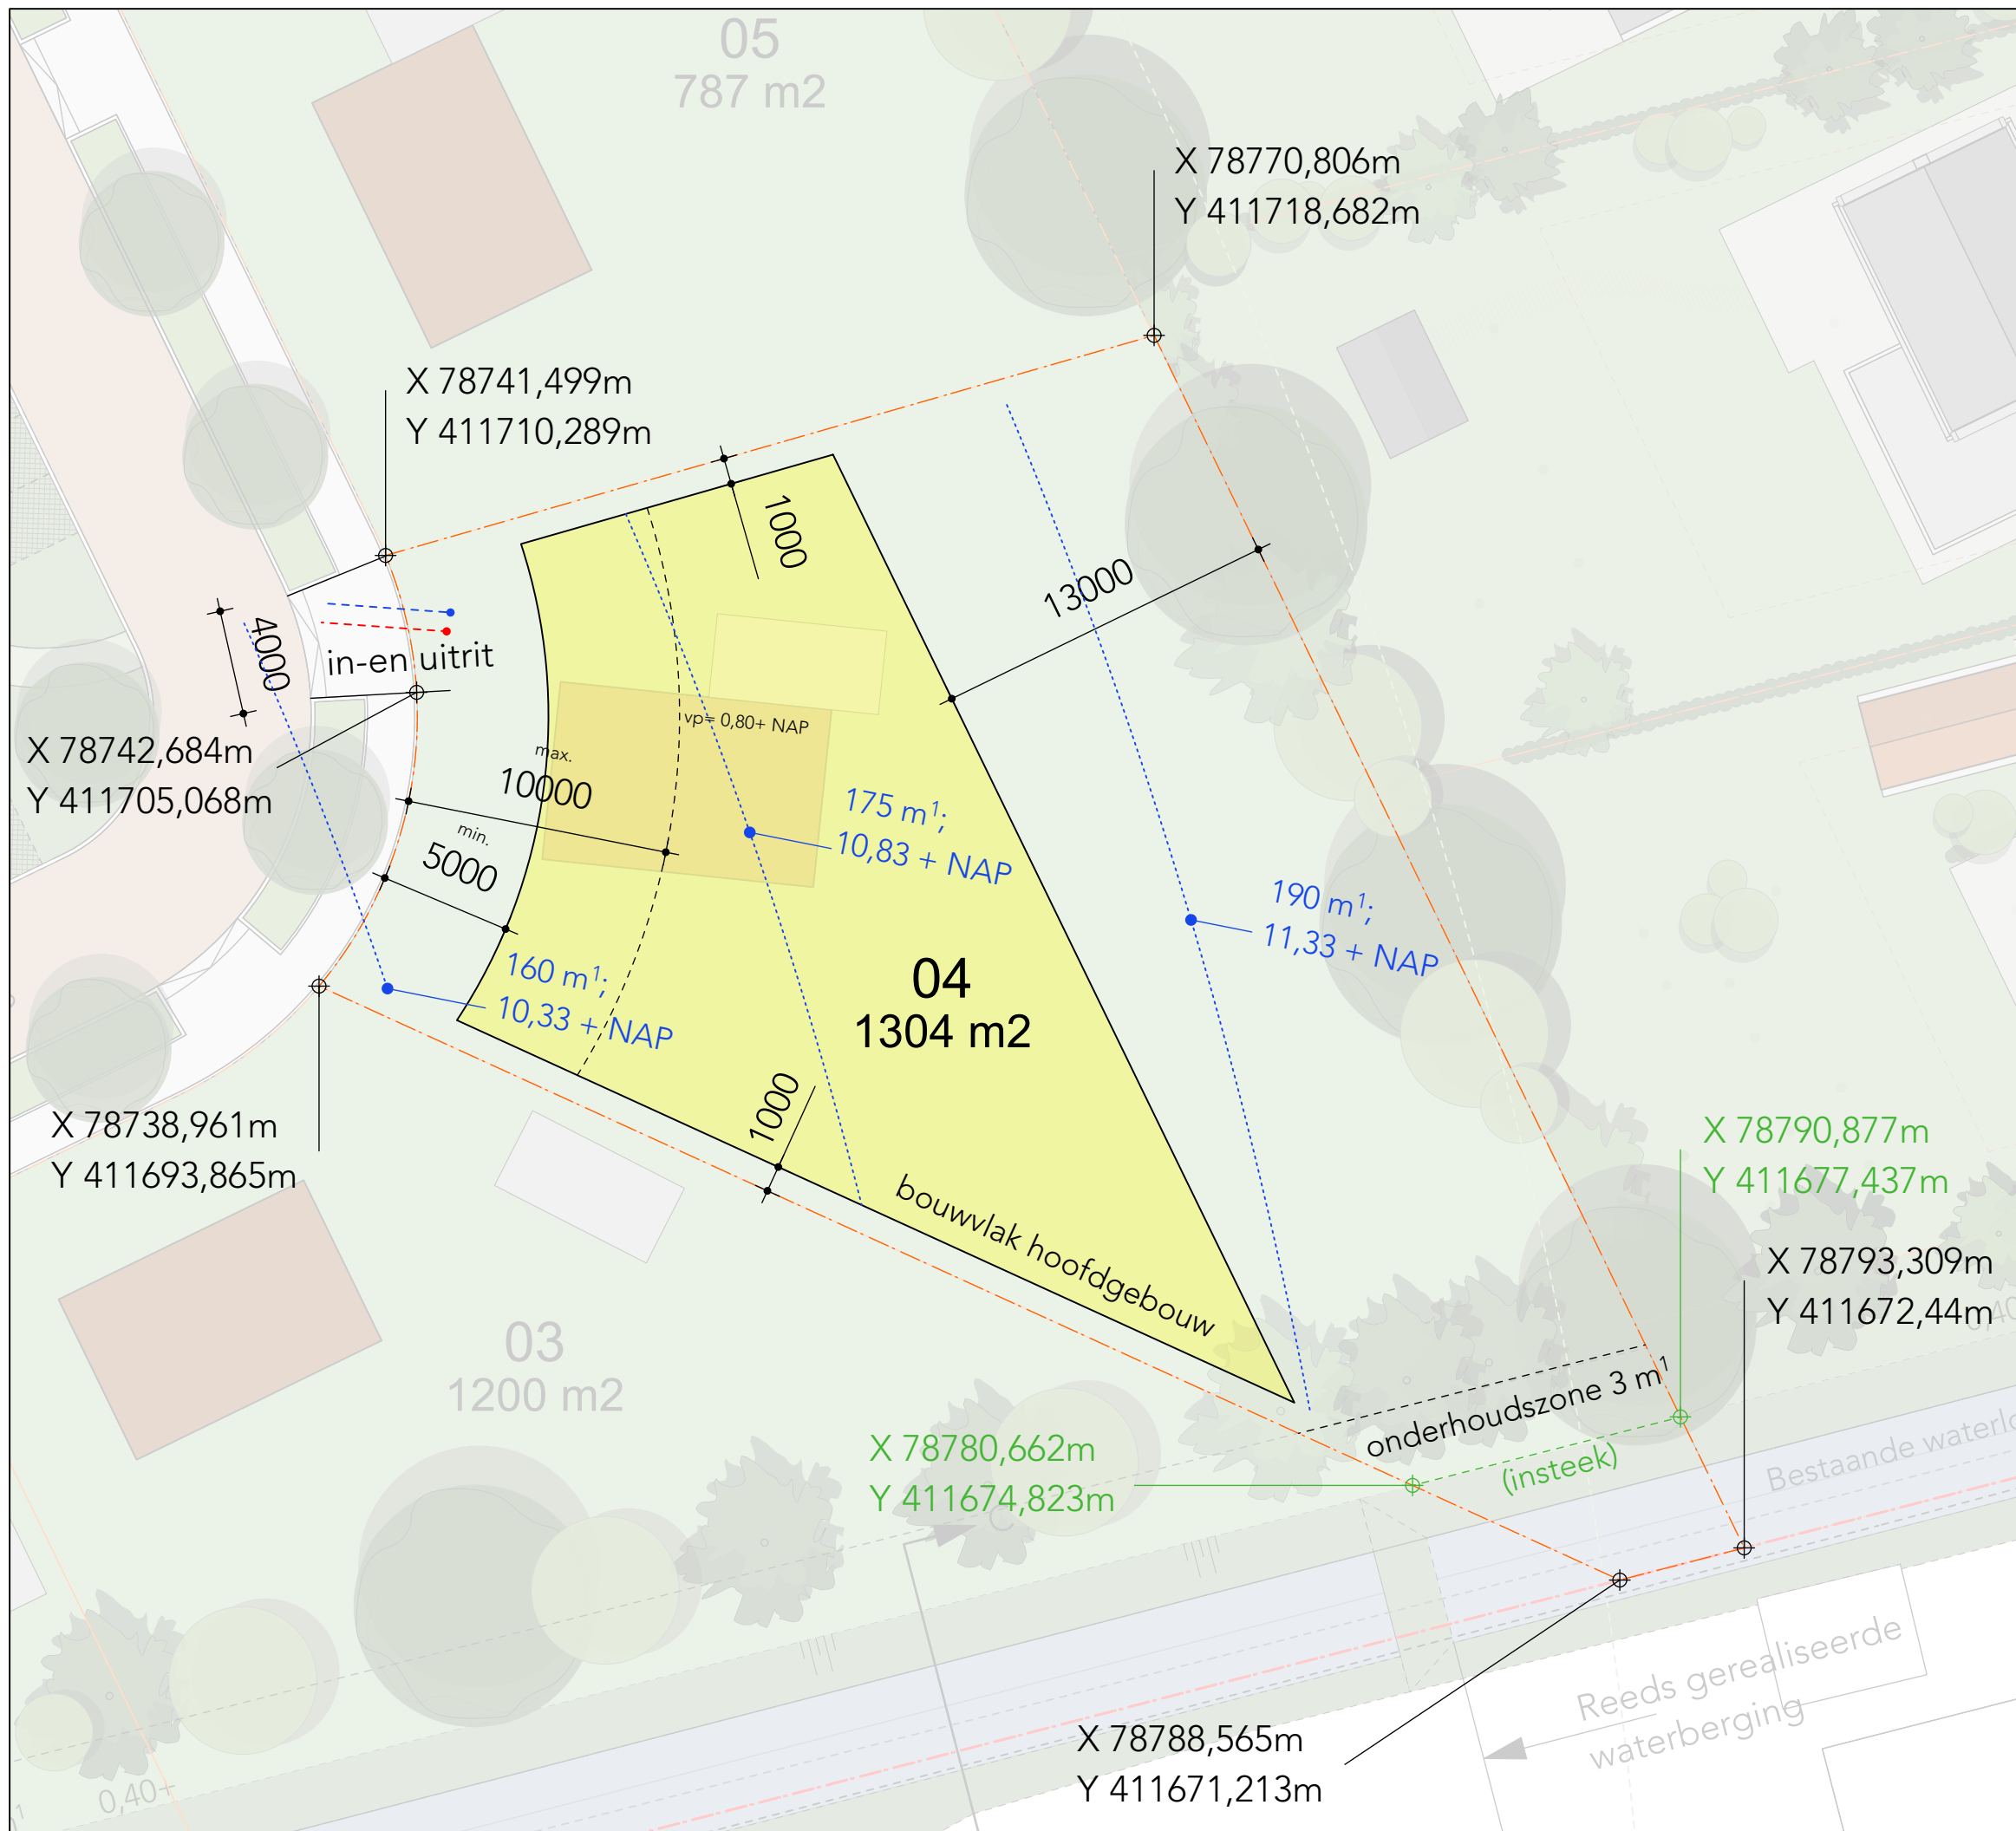 05
787 m2
X 78770,806m
Y 411718,682m
X 78741,499m
Y 411710,289m
1000
13000
4000
in-en uitrit
X 78742,684m
Y 411705,068m
vp= 0,80+ NAP
max.
10000
min.
5000
175 m¹;
10,83 + NAP
190 m¹;
11,33 + NAP
160 m¹;
10,33 + NAP
04
1304 m2
1000
X 78738,961m
Y 411693,865m
bouwvlak hoofdgebouw
X 78790,877m
Y 411677,437m
X 78793,309m
Y 411672,44m
03
1200 m2
onderhoudszone 3 m¹
(insteek)
X 78780,662m
Y 411674,823m
Bestaande waterlo
C
Reeds gerealiseerde
waterberging
X 78788,565m
Y 411671,213m
0,40+